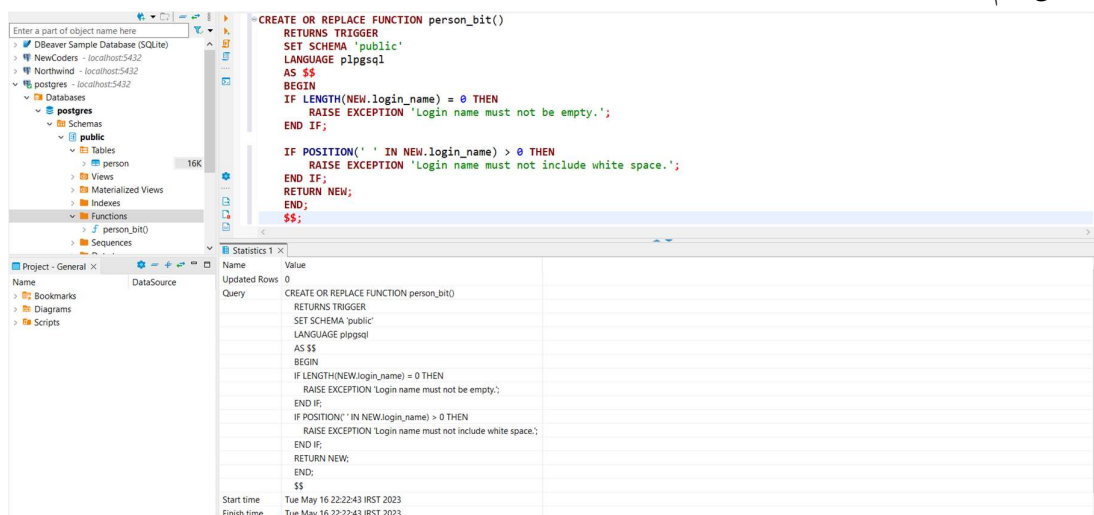 Enter a part of object name here
DBeaver Sample Database (SQLite)
NewCoders - localhost:5432
Northwind - localhost:5432
postgres - localhost:5432
Databases
postgres
Schemas
public
Tables
person 16K
Views
Materialized Views
Indexes
Functions
person_bit()
Sequences
Project - General
Name DataSource
Bookmarks
Diagrams
Scripts
CREATE OR REPLACE FUNCTION person_bit()
RETURNS TRIGGER
SET SCHEMA 'public'
LANGUAGE plpgsql
AS $$
BEGIN
IF LENGTH(NEW.login_name) = 0 THEN
RAISE EXCEPTION 'Login name must not be empty.';
END IF;
IF POSITION(' ' IN NEW.login_name) > 0 THEN
RAISE EXCEPTION 'Login name must not include white space.';
END IF;
RETURN NEW;
END;
$$;
Statistics 1
Name Value
Updated Rows 0
Query CREATE OR REPLACE FUNCTION person_bit()
RETURNS TRIGGER
SET SCHEMA 'public'
LANGUAGE plpgsql
AS $$
BEGIN
IF LENGTH(NEW.login_name) = 0 THEN
RAISE EXCEPTION 'Login name must not be empty.';
END IF;
IF POSITION(' ' IN NEW.login_name) > 0 THEN
RAISE EXCEPTION 'Login name must not include white space.';
END IF;
RETURN NEW;
END;
$$
Start time Tue May 16 22:22:43 IRST 2023
Finish time Tue May 16 22:22:43 IRST 2023